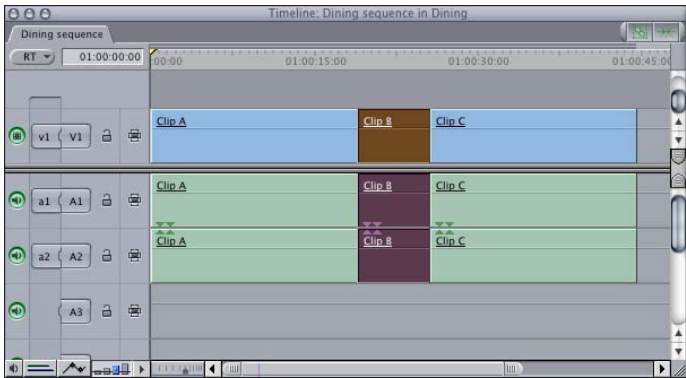 Timeline: Dining sequence in Dining
Dining sequence
RT 01:00:00:00 00:00 01:00:15:00 01:00:30:00 01:00:45:00
v1 V1 Clip A Clip B Clip C
a1 A1 Clip A Clip B Clip C
a2 A2 Clip A Clip B Clip C
A3